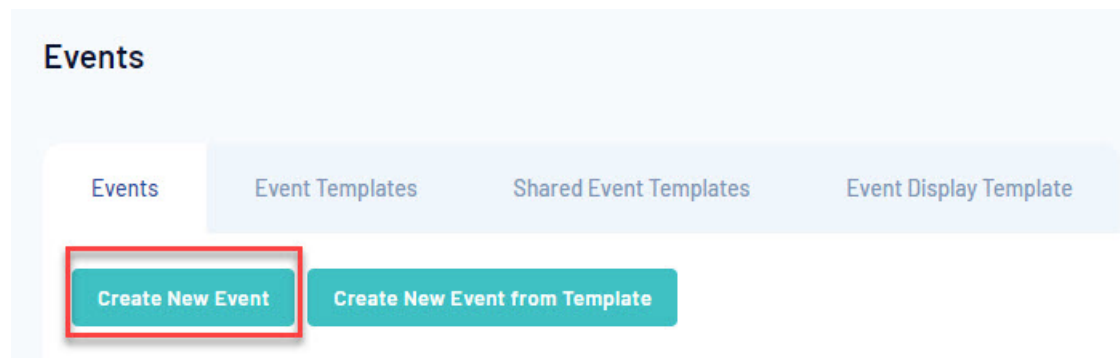 Events
Events Event Templates Shared Event Templates Event Display Template
Create New Event Create New Event from Template